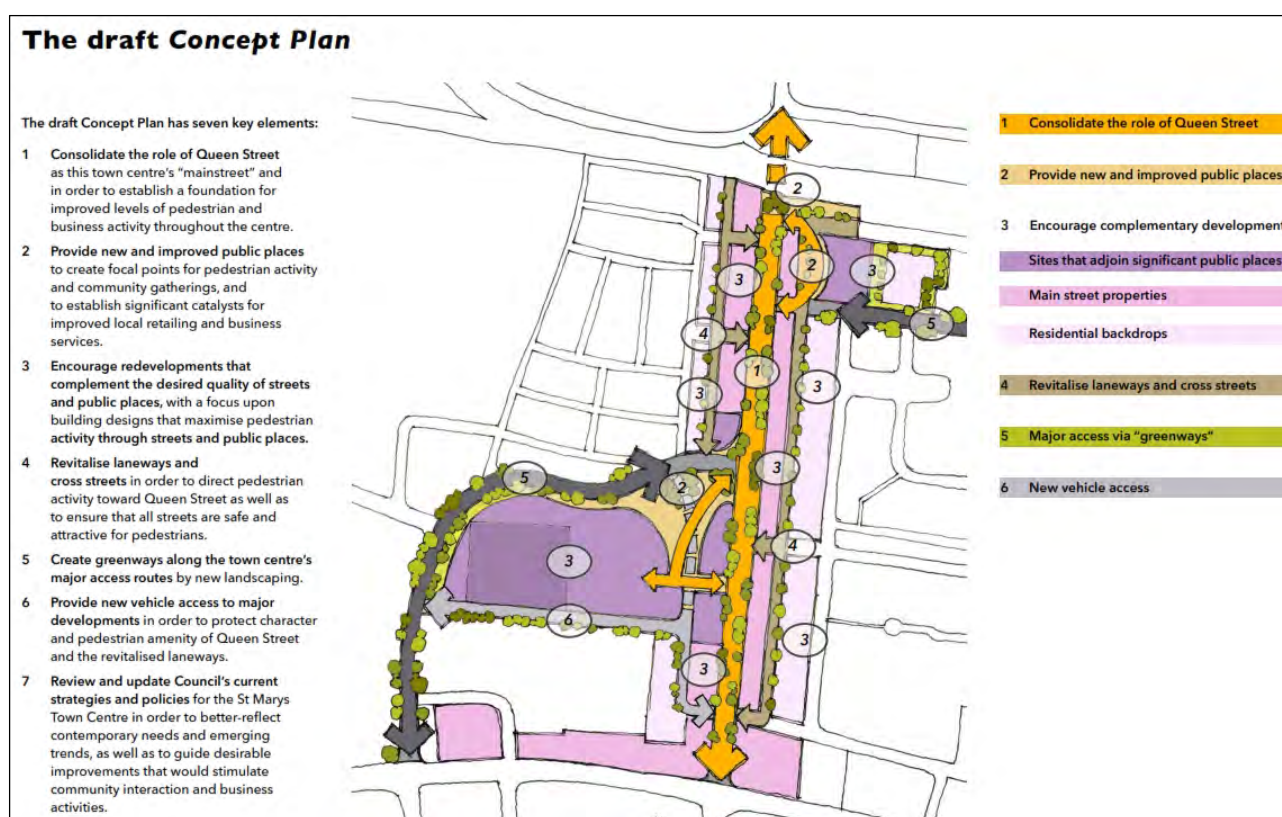 The draft Concept Plan
The draft Concept Plan has seven key elements:
1 Consolidate the role of Queen Street
as this town centre's "mainstreet" and
in order to establish a foundation for
improved levels of pedestrian and
business activity throughout the centre.
2 Provide new and improved public places
to create focal points for pedestrian activity
and community gatherings, and
to establish significant catalysts for
improved local retailing and business
services.
3 Encourage redevelopments that
complement the desired quality of streets
and public places, with a focus upon
building designs that maximise pedestrian
activity through streets and public places.
4 Revitalise laneways and
cross streets in order to direct pedestrian
activity toward Queen Street as well as
to ensure that all streets are safe and
attractive for pedestrians.
5 Create greenways along the town centre's
major access routes by new landscaping.
6 Provide new vehicle access to major
developments in order to protect character
and pedestrian amenity of Queen Street
and the revitalised laneways.
7 Review and update Council's current
strategies and policies for the St Marys
Town Centre in order to better-reflect
contemporary needs and emerging
trends, as well as to guide desirable
improvements that would stimulate
community interaction and business
activities.
2
3
2
3
5
4
1
3
3
3
5
2
4
3
6
3
3
1 Consolidate the role of Queen Street
2 Provide new and improved public places
3 Encourage complementary development
Sites that adjoin significant public places
Main street properties
Residential backdrops
4 Revitalise laneways and cross streets
5 Major access via "greenways"
6 New vehicle access